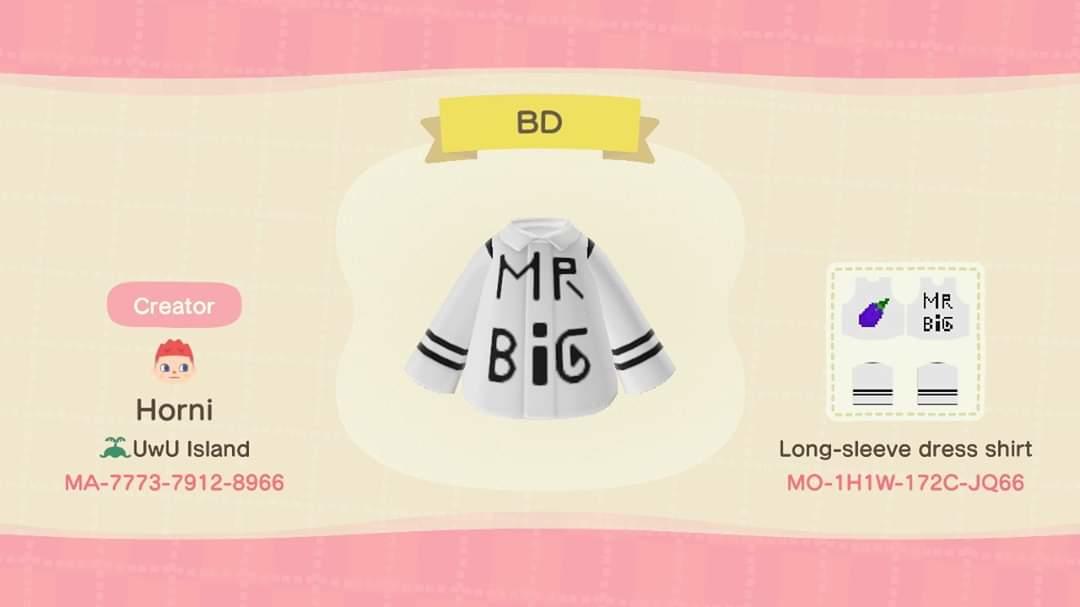 BD
MR
BiG
Creator
Horni
UwU Island
MA-7773-7912-8966
MR
BiG
Long-sleeve dress shirt
MO-1H1W-172C-JQ66